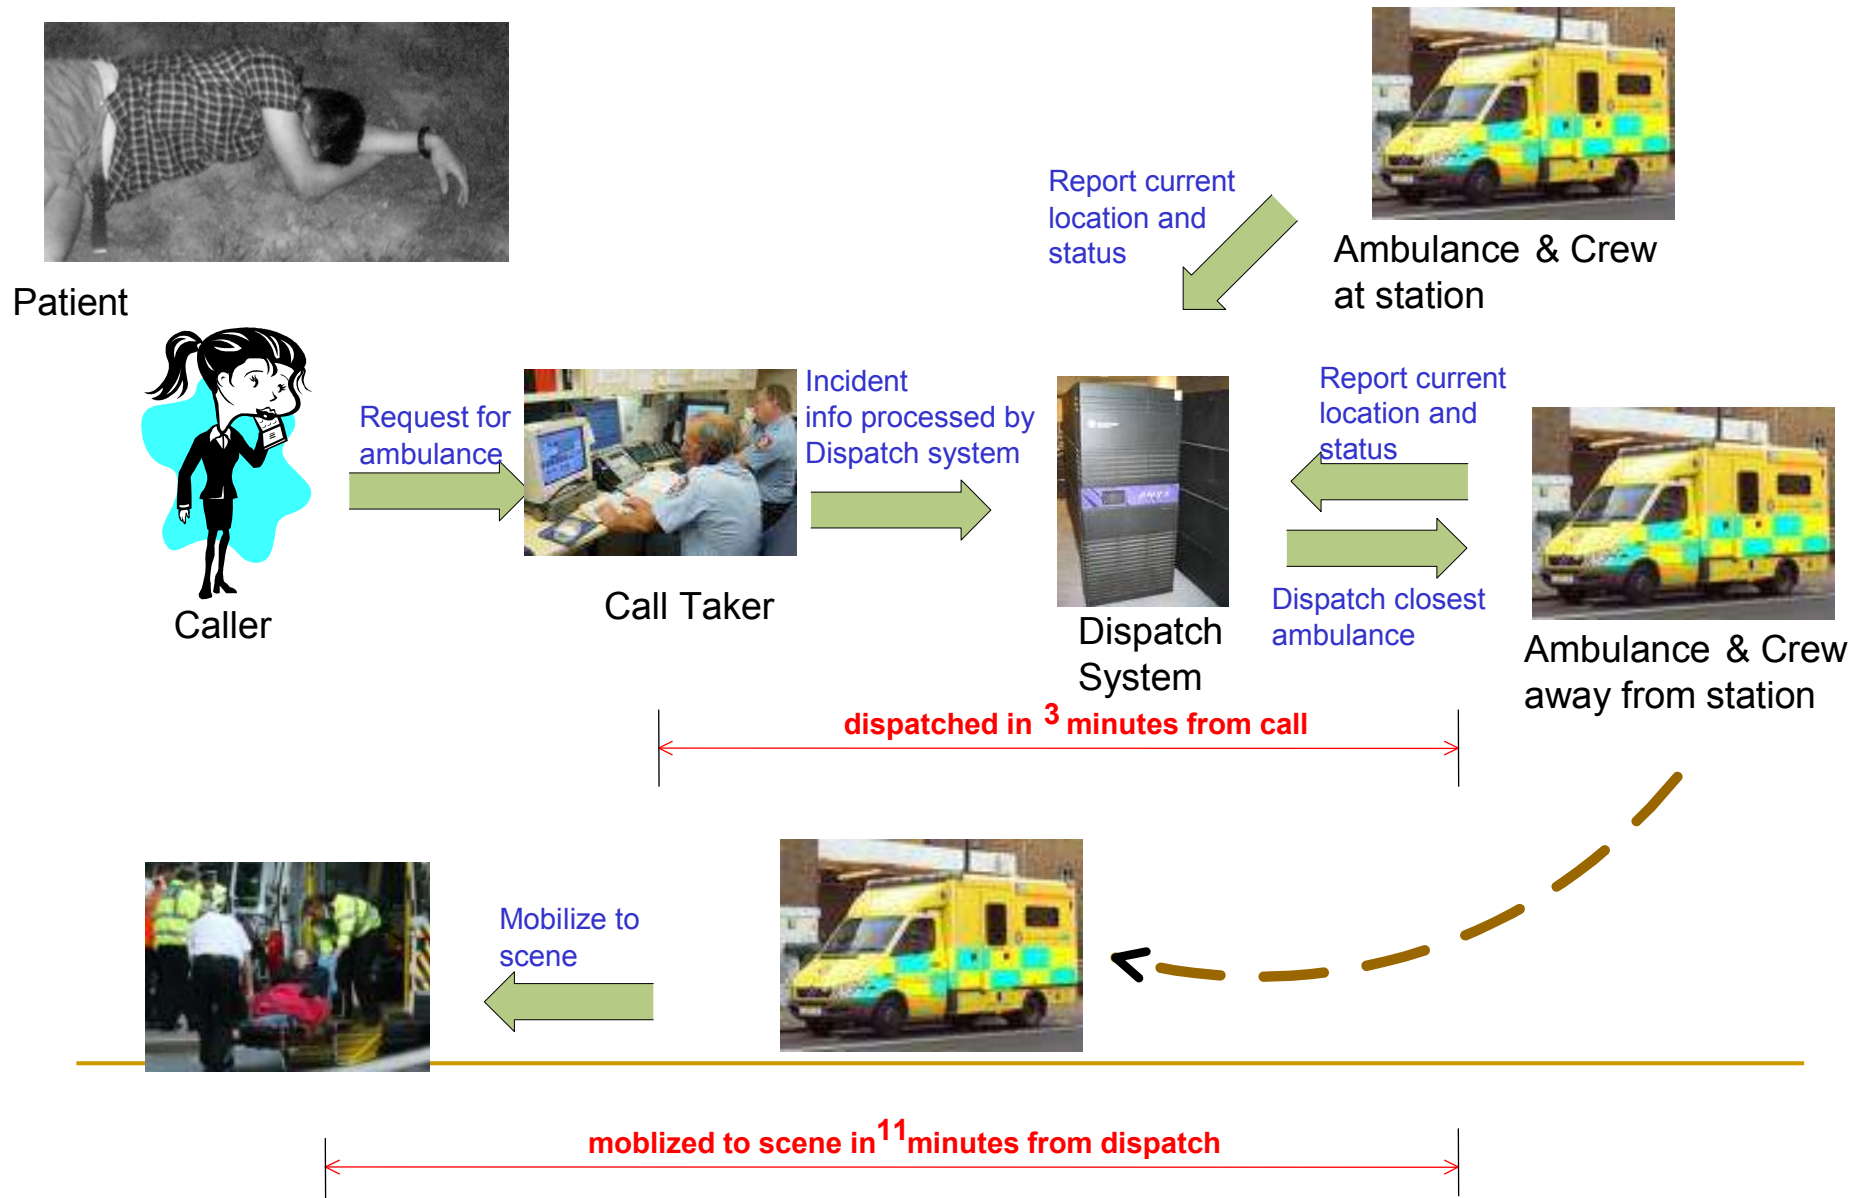 Patient
Caller
Request for
ambulance
Call Taker
Incident
info processed by
Dispatch system
Dispatch
System
Report current
location and
status
Ambulance & Crew
at station
Report current
location and
status
Dispatch closest
ambulance
Ambulance & Crew
away from station
dispatched in 3 minutes from call
Mobilize to
scene
moblized to scene in 11 minutes from dispatch